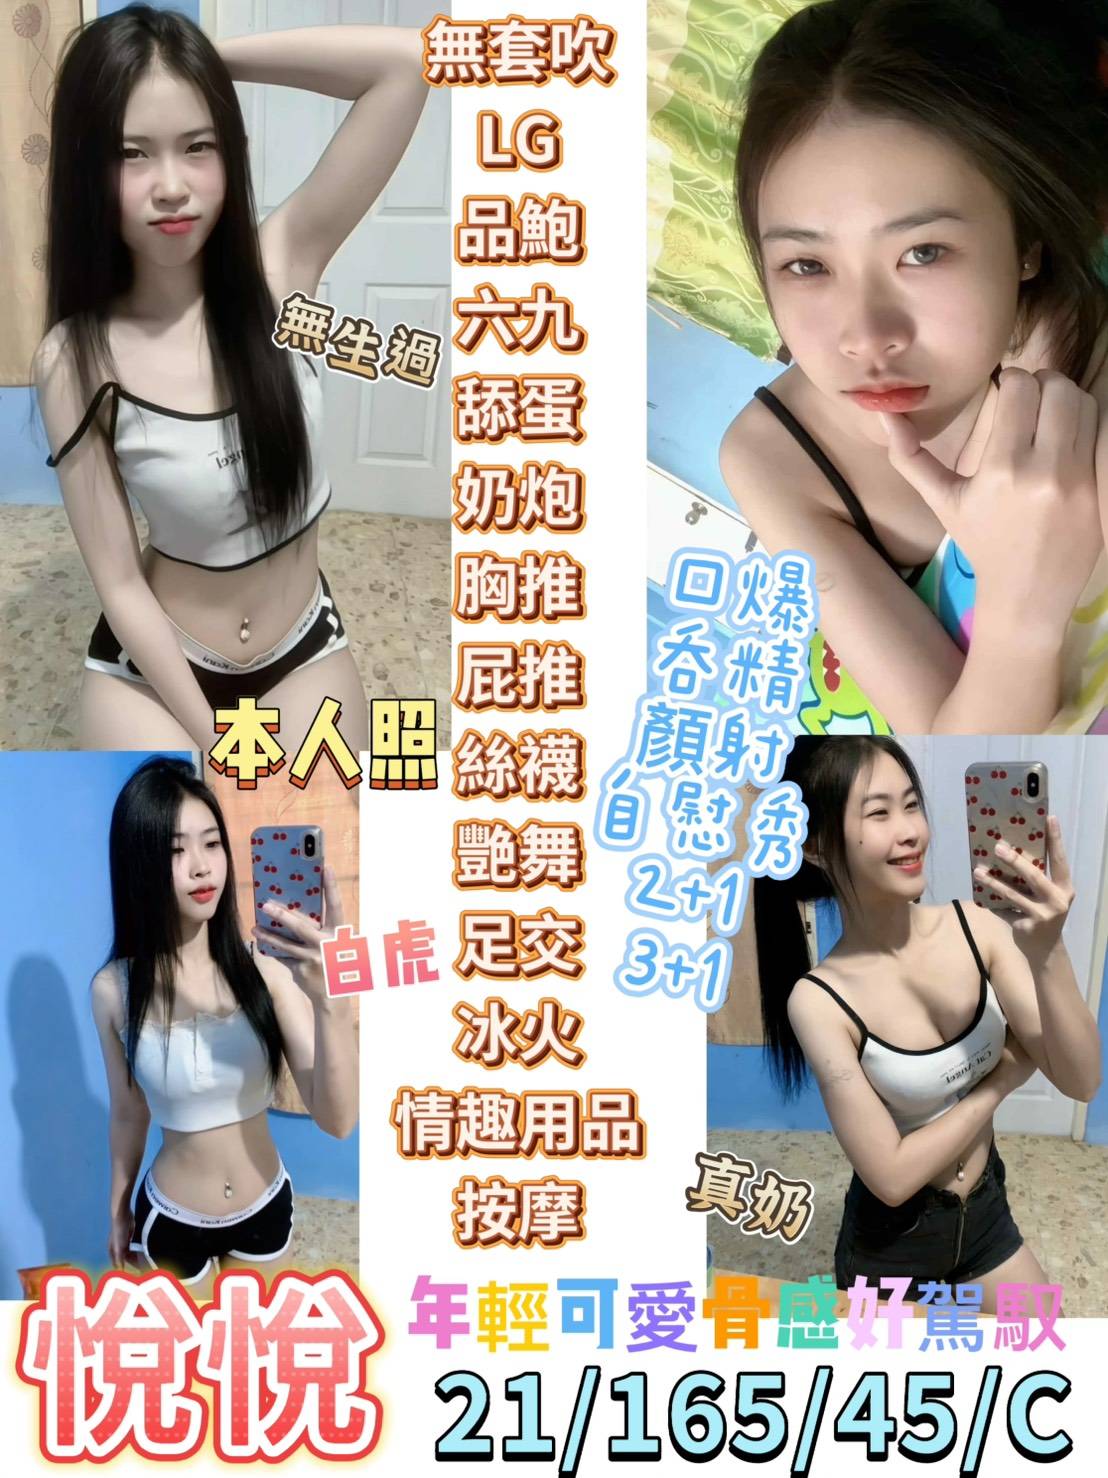 無套吹
LG
品鮑
六九
舔蛋
奶炮
胸推
屁推
絲襪
艷舞
足交
冰火
情趣用品
按摩
無生過
本人照
白虎
口爆
吞精
顏射
自慰秀
2+1
3+1
真奶
悅悅
年輕可愛骨感好駕馭
21/165/45/C